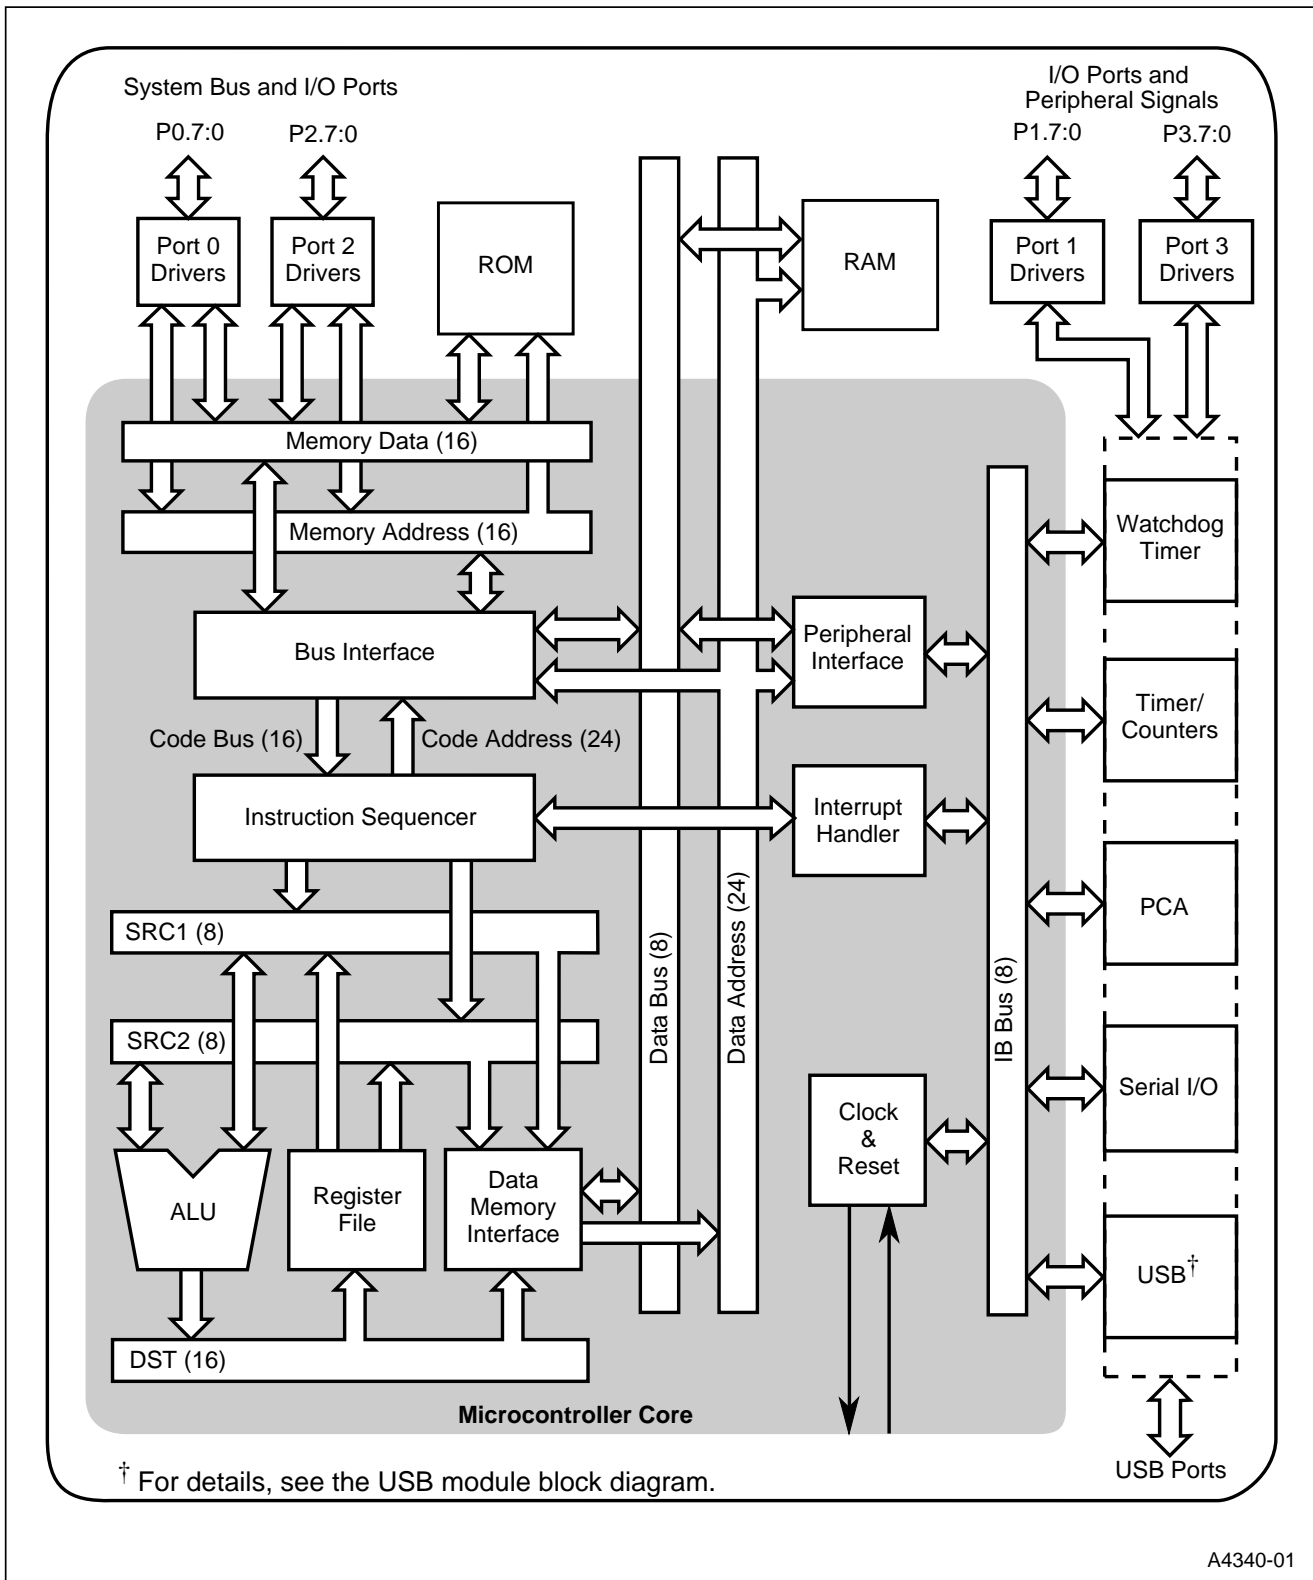 System Bus and I/O Ports
I/O Ports and
Peripheral Signals
P0.7:0
P2.7:0
P1.7:0
P3.7:0
Port 0
Drivers
Port 2
Drivers
ROM
RAM
Port 1
Drivers
Port 3
Drivers
Memory Data (16)
Memory Address (16)
Watchdog
Timer
Bus Interface
Peripheral
Interface
Code Bus (16)
Code Address (24)
Timer/
Counters
Instruction Sequencer
Interrupt
Handler
SRC1 (8)
Data Bus (8)
Data Address (24)
IB Bus (8)
PCA
SRC2 (8)
Clock
&
Reset
Serial I/O
ALU
Register
File
Data
Memory
Interface
USB†
DST (16)
Microcontroller Core
USB Ports
† For details, see the USB module block diagram.
A4340-01